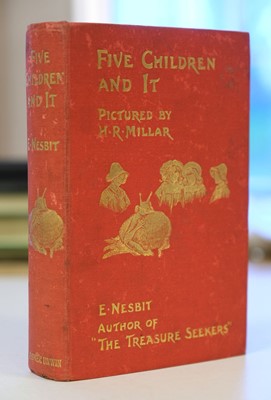 FIVE
CHILDREN
AND IT
E. NESBIT
FIVE CHILDREN
AND IT
PICTURED BY
H·R·MILLAR
E·NESBIT
AUTHOR OF
"THE TREASURE SEEKERS"